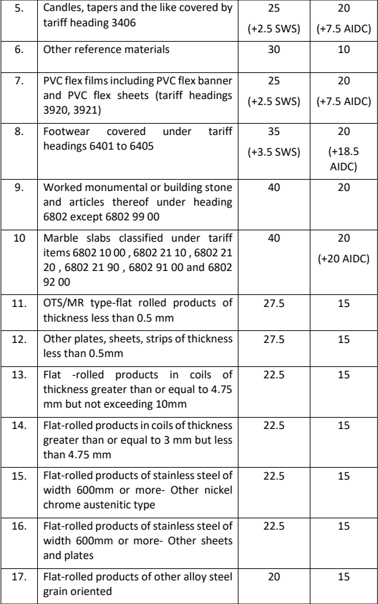 5. Candles, tapers and the like covered by 25 20
tariff heading 3406 (+2.5 SWS) (+7.5 AIDC)
6. Other reference materials 30 10
7. PVC flex films including PVC flex banner 25 20
and PVC flex sheets (tariff headings (+2.5 SWS) (+7.5 AIDC)
3920, 3921)
8. Footwear covered under tariff 35 20
headings 6401 to 6405 (+3.5 SWS) (+18.5
AIDC)
9. Worked monumental or building stone 40 20
and articles thereof under heading
6802 except 6802 99 00
10 Marble slabs classified under tariff 40 20
items 6802 10 00 , 6802 21 10 , 6802 21 (+20 AIDC)
20 , 6802 21 90 , 6802 91 00 and 6802
92 00
11. OTS/MR type-flat rolled products of 27.5 15
thickness less than 0.5 mm
12. Other plates, sheets, strips of thickness 27.5 15
less than 0.5mm
13. Flat -rolled products in coils of 22.5 15
thickness greater than or equal to 4.75
mm but not exceeding 10mm
14. Flat-rolled products in coils of thickness 22.5 15
greater than or equal to 3 mm but less
than 4.75 mm
15. Flat-rolled products of stainless steel of 22.5 15
width 600mm or more- Other nickel
chrome austenitic type
16. Flat-rolled products of stainless steel of 22.5 15
width 600mm or more- Other sheets
and plates
17. Flat-rolled products of other alloy steel 20 15
grain oriented